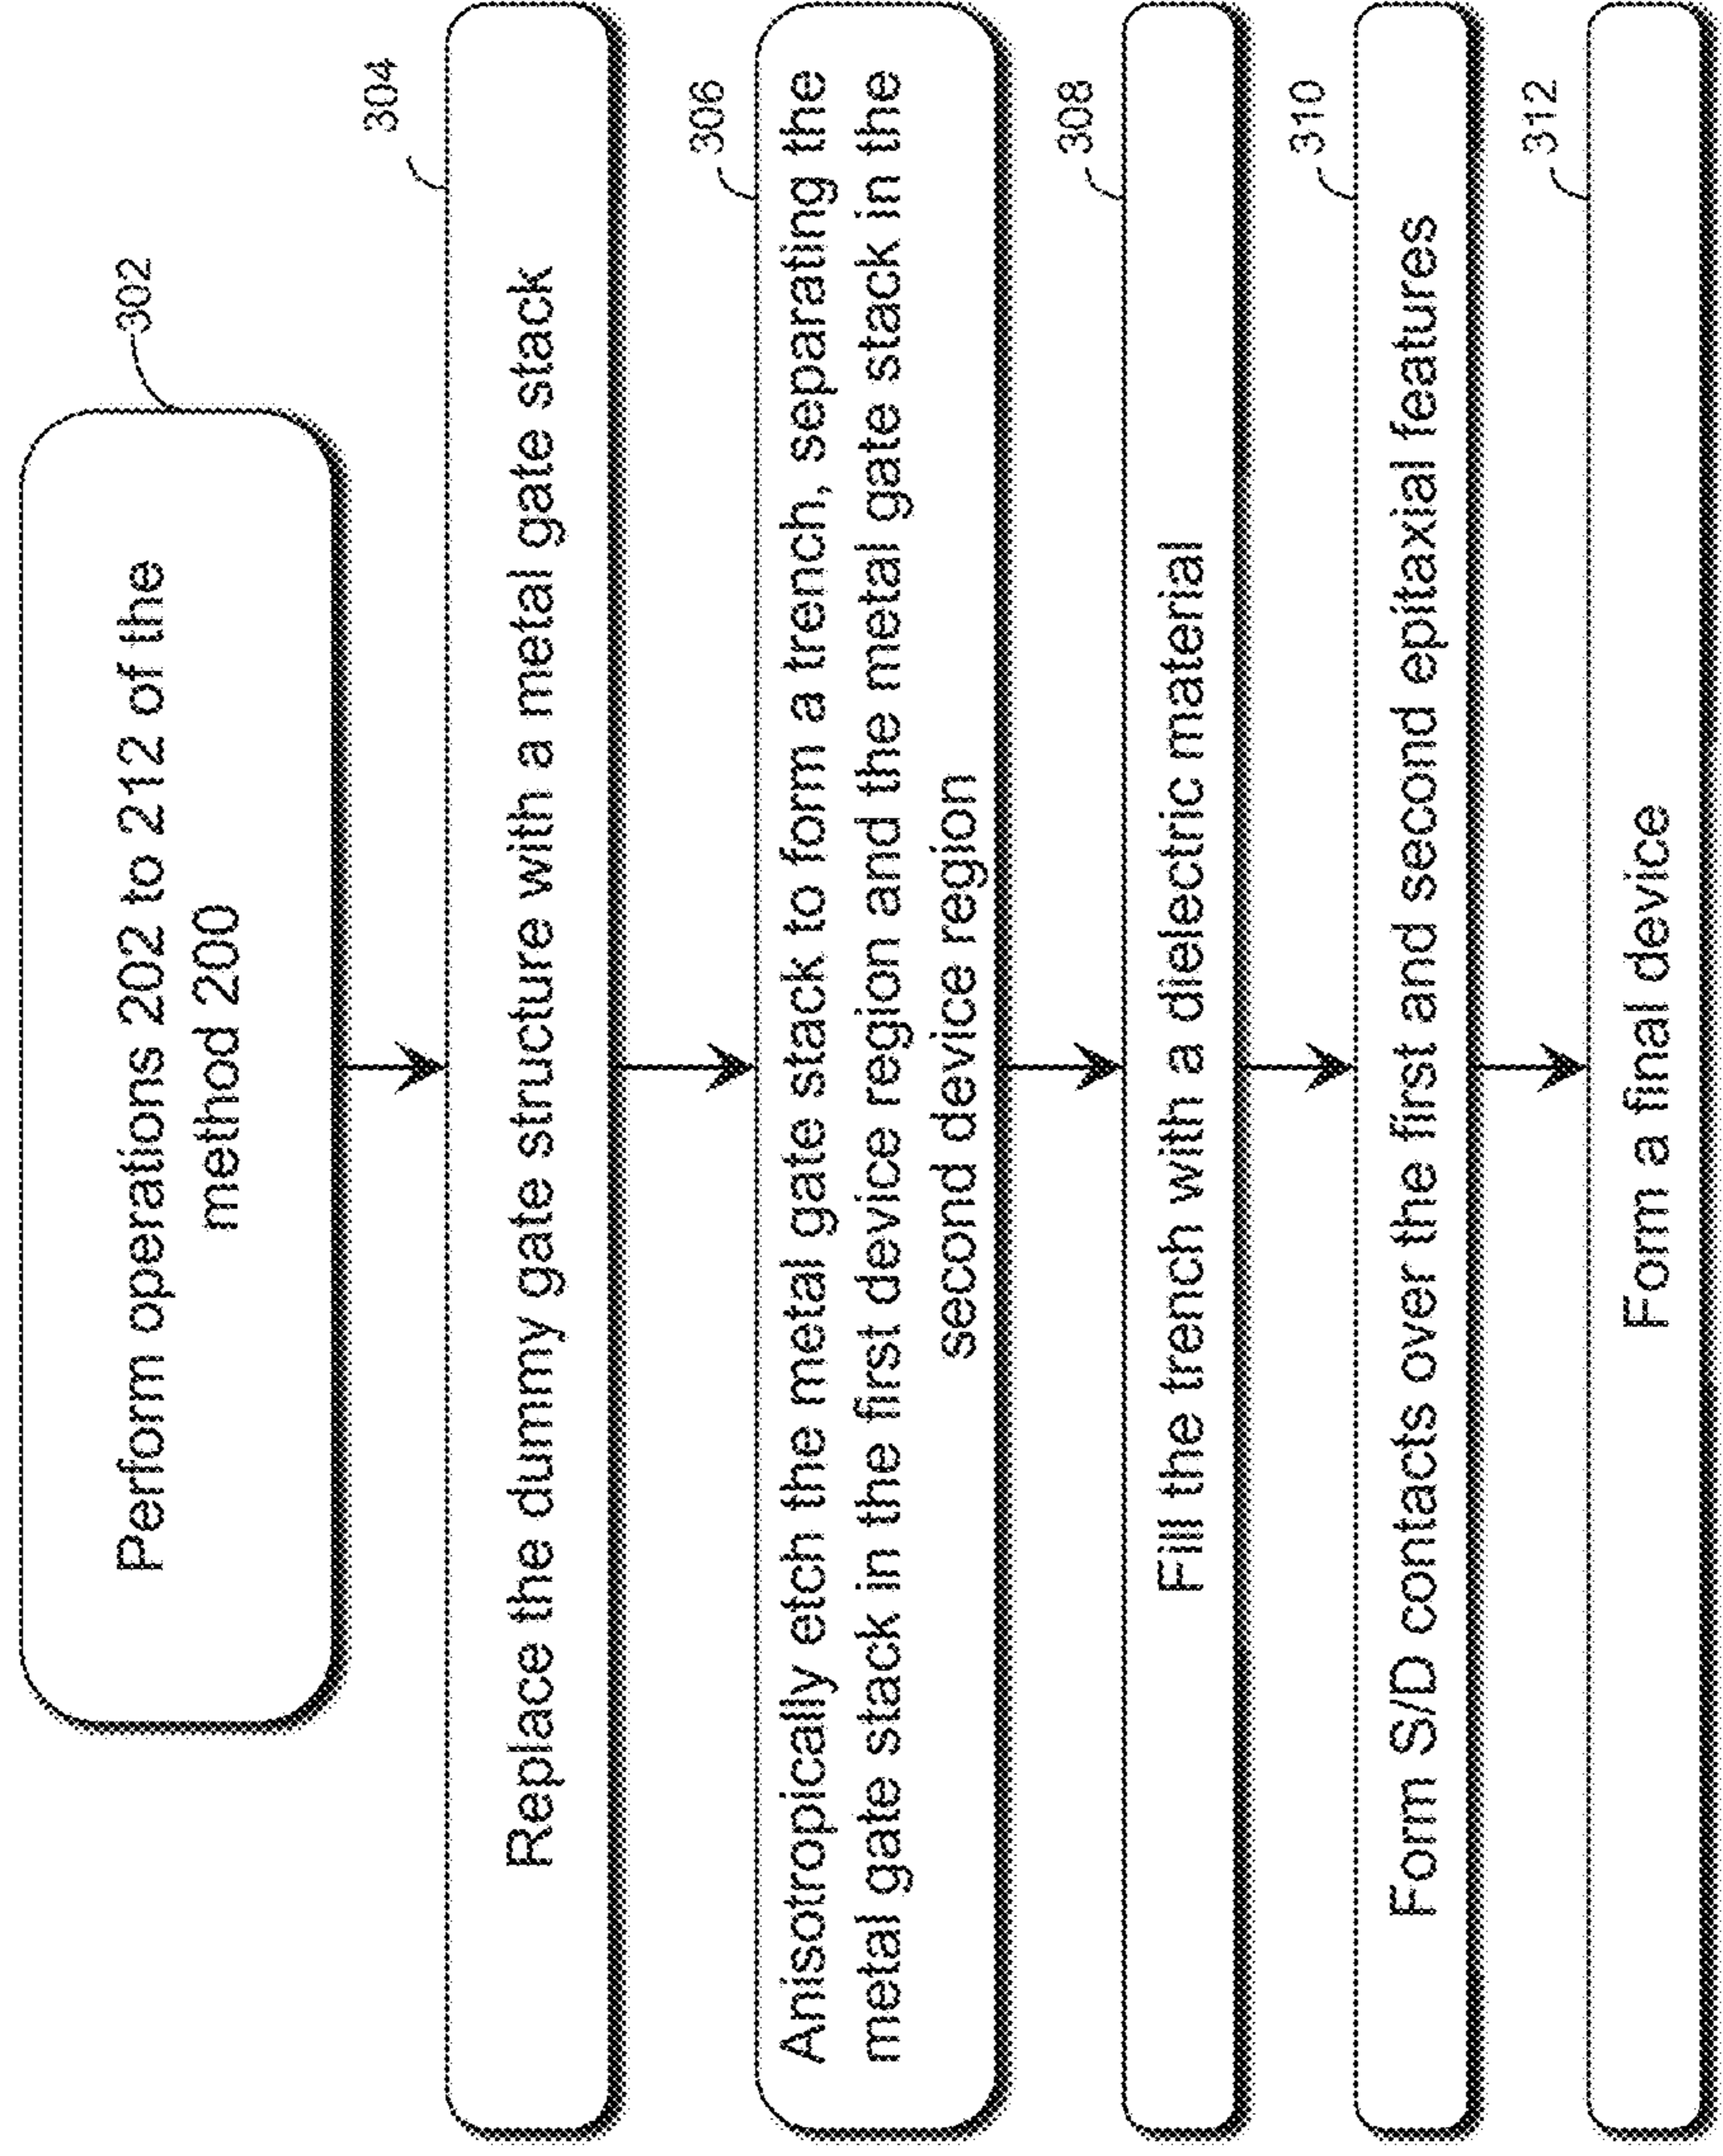 302
Perform operations 202 to 212 of the
method 200
304
Replace the dummy gate structure with a metal gate stack
306
Anisotropically etch the metal gate stack to form a trench, separating the
metal gate stack in the first device region and the metal gate stack in the
second device region
308
Fill the trench with a dielectric material
310
Form S/D contacts over the first and second epitaxial features
312
Form a final device